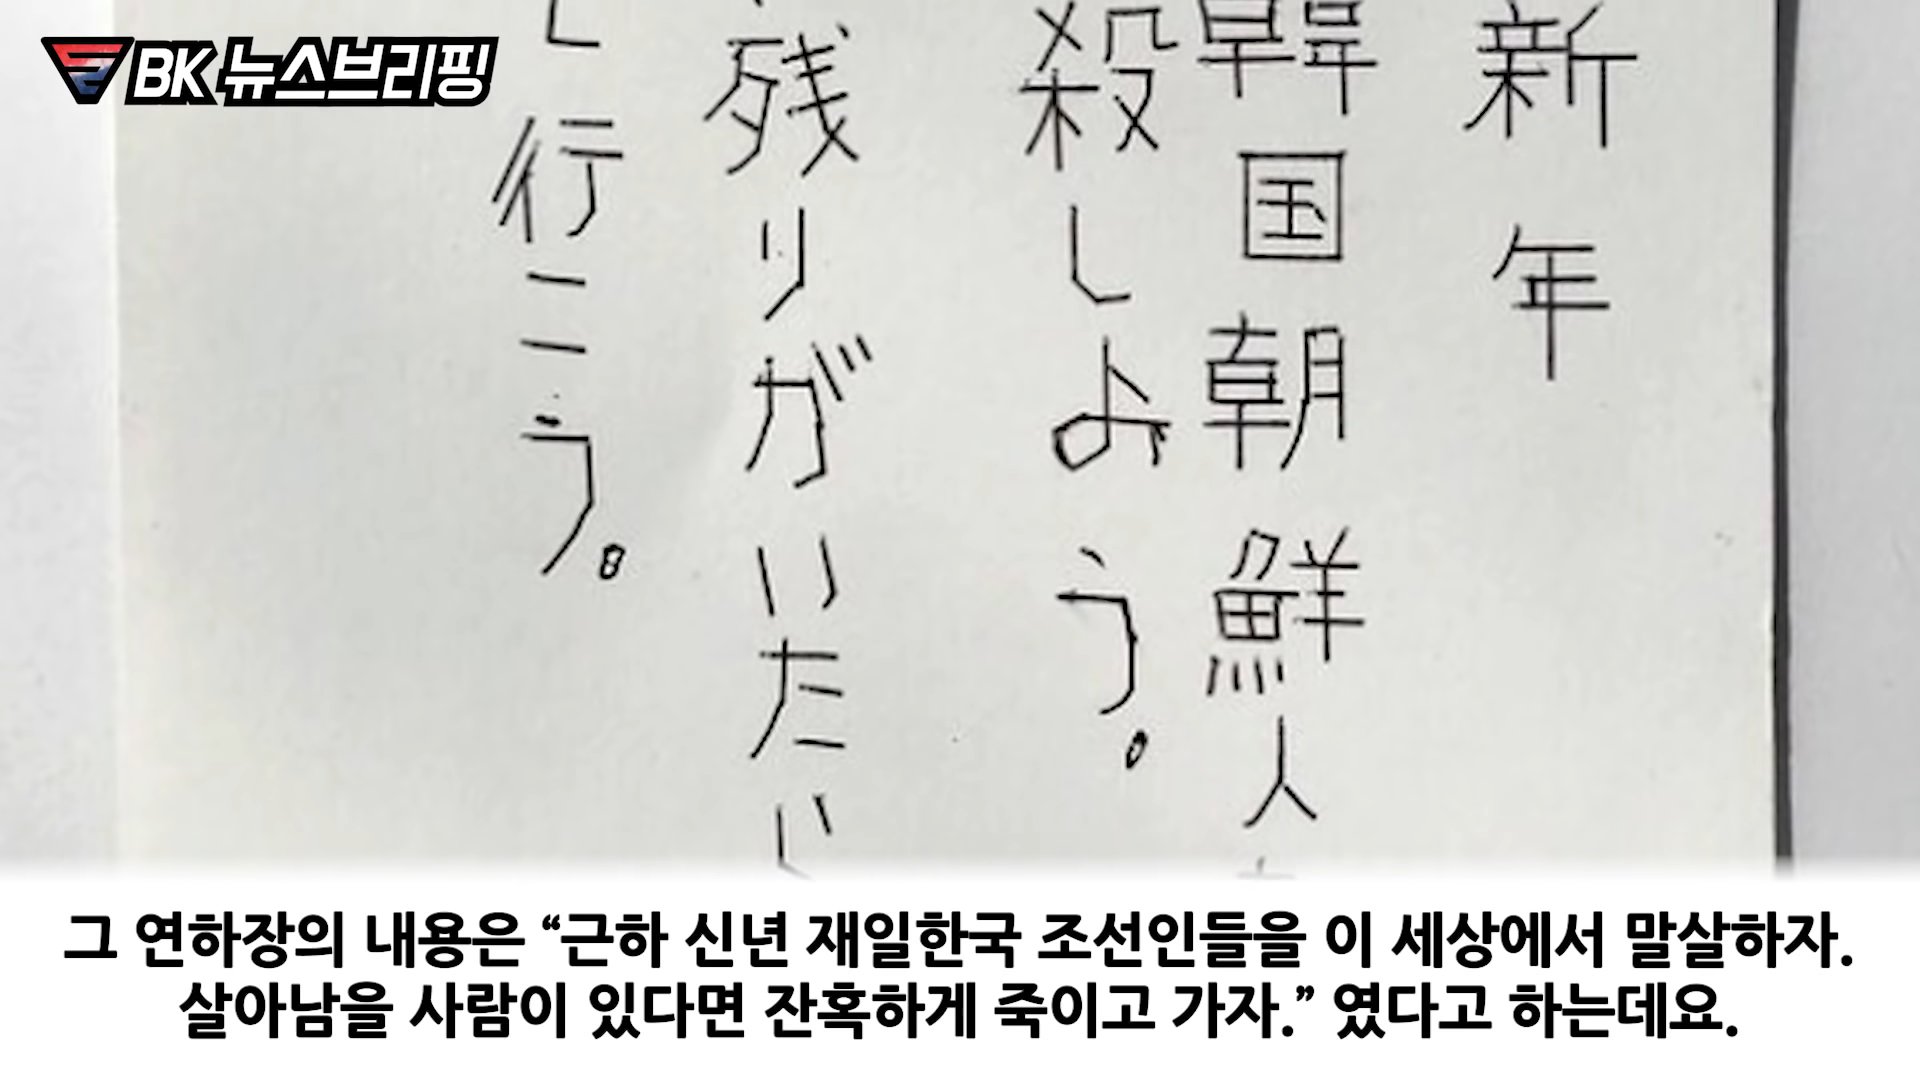 BK 뉴스브리핑
新年
韓国朝鮮人
殺しよう。
残りがいた
行こう。
그 연하장의 내용은 “근하 신년 재일한국 조선인들을 이 세상에서 말살하자.
살아남을 사람이 있다면 잔혹하게 죽이고 가자.” 였다고 하는데요.